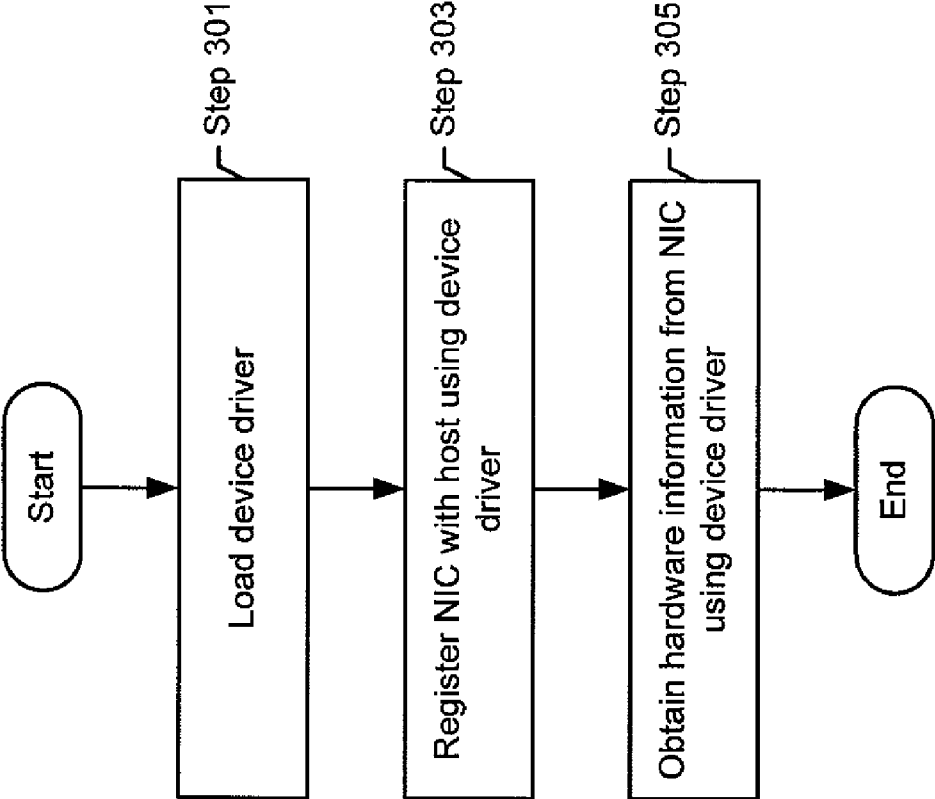 Start
Load device driver
Step 301
Register NIC with host using device
driver
Step 303
Obtain hardware information from NIC
using device driver
Step 305
End